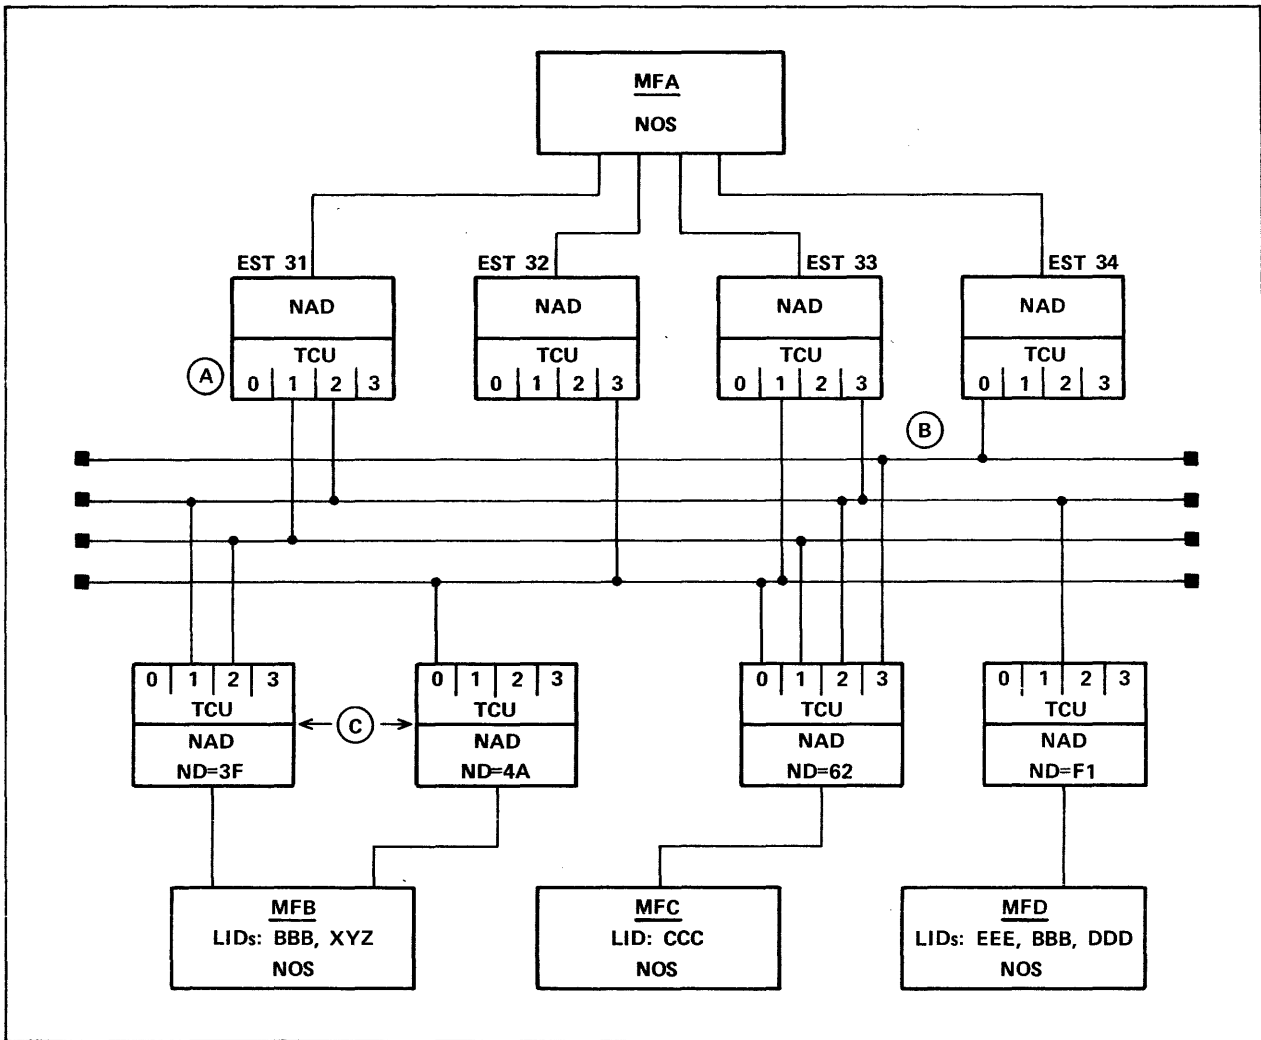 MFA
NOS
EST 31
EST 32
EST 33
EST 34
NAD
NAD
NAD
NAD
TCU
TCU
TCU
TCU
A
0 1 2 3
0 1 2 3
0 1 2 3
0 1 2 3
B
0 1 2 3
0 1 2 3
0 1 2 3
0 1 2 3
TCU
TCU
TCU
TCU
C
NAD
NAD
NAD
NAD
ND=3F
ND=4A
ND=62
ND=F1
MFB
LIDs: BBB, XYZ
NOS
MFC
LID: CCC
NOS
MFD
LIDs: EEE, BBB, DDD
NOS